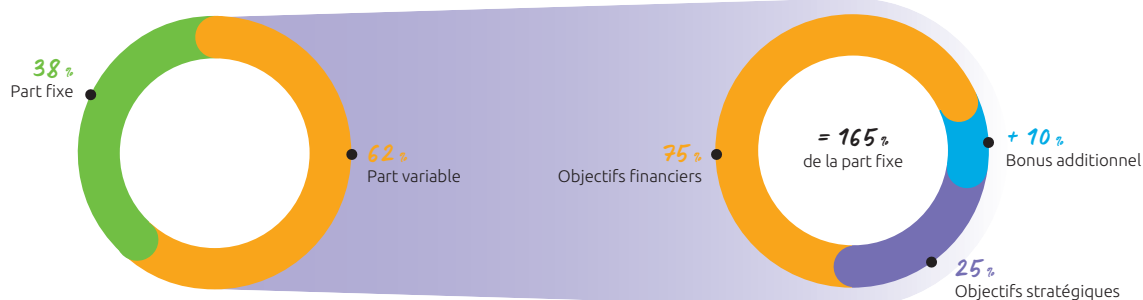 38 %
Part fixe
62 %
Part variable
75 %
Objectifs financiers
= 165 %
de la part fixe
+ 10 %
Bonus additionnel
25 %
Objectifs stratégiques